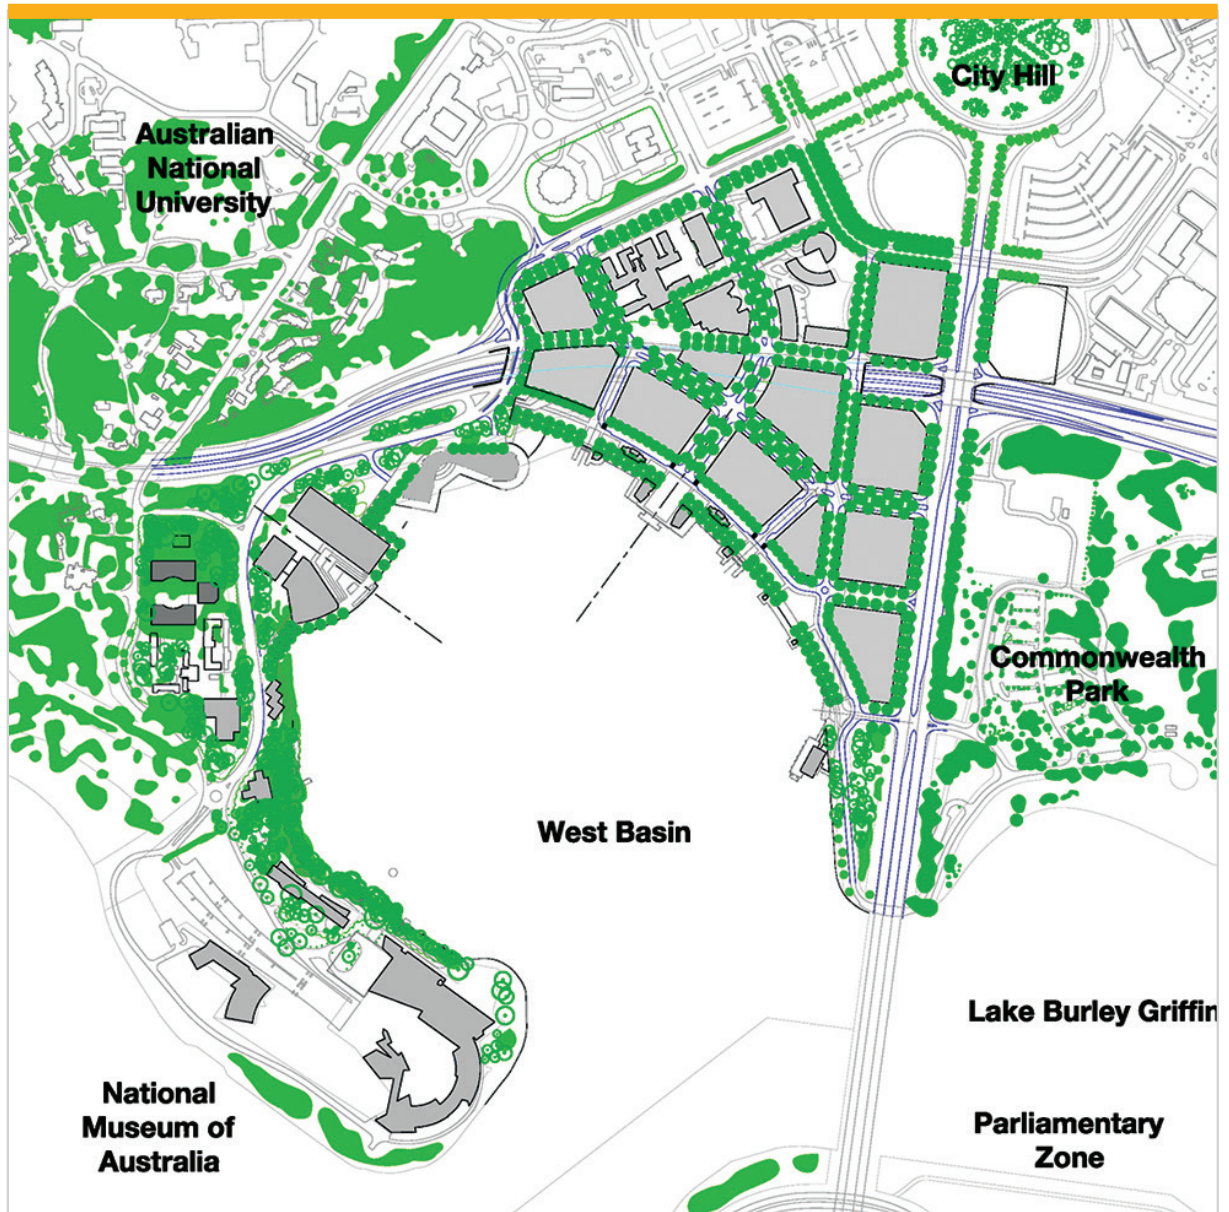 City Hill
Australian
National
University
Commonwealth
Park
West Basin
Lake Burley Griffin
National
Museum of
Australia
Parliamentary
Zone